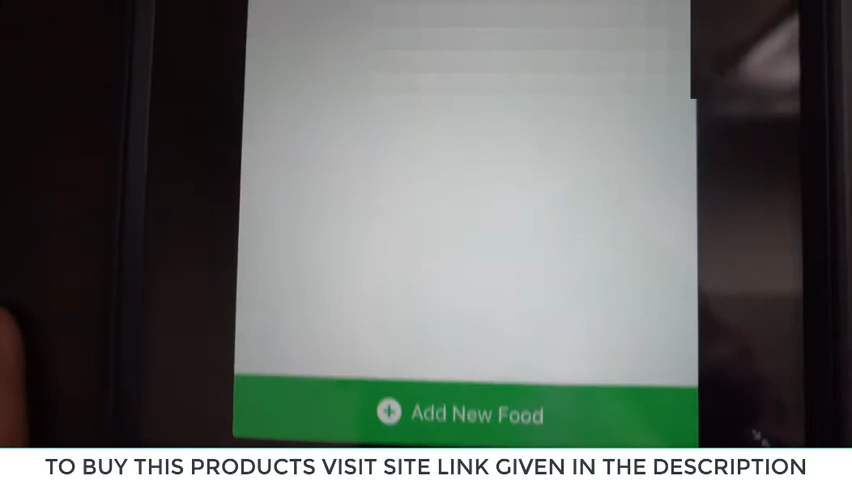 Add New Food
TO BUY THIS PRODUCTS VISIT SITE LINK GIVEN IN THE DESCRIPTION